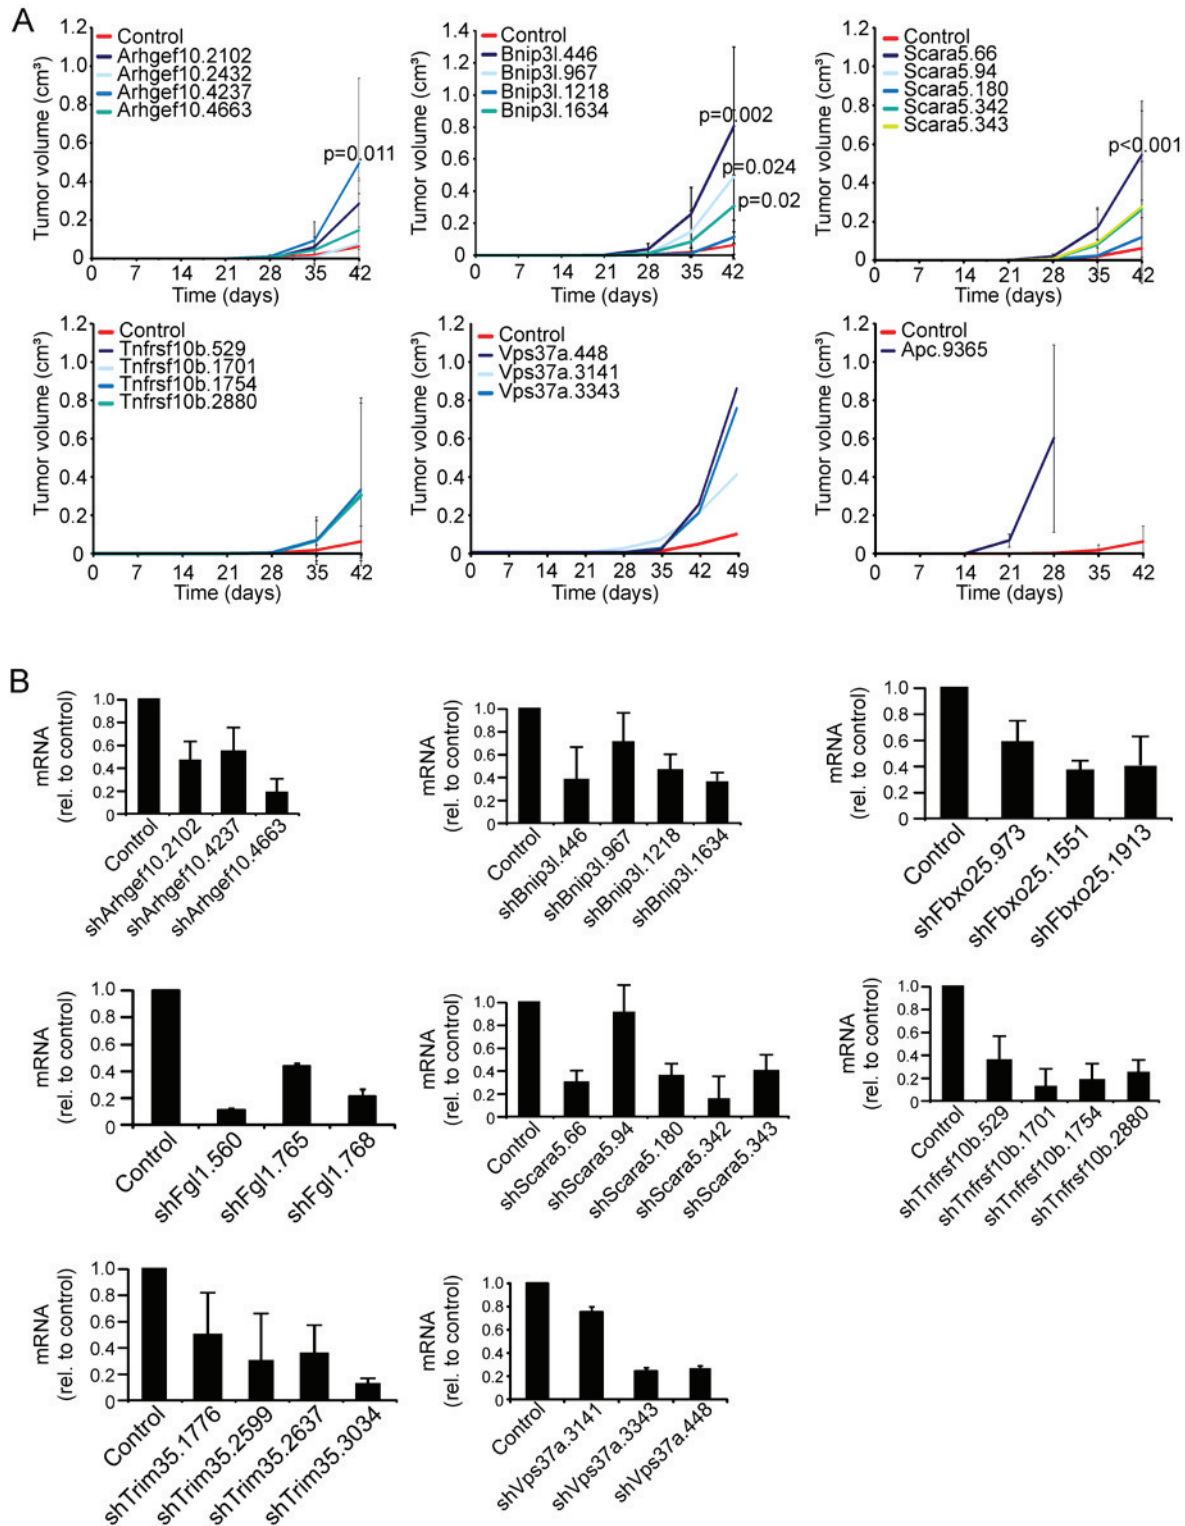 A
Tumor volume (cm³)
1.2
1.0
0.8
0.6
0.4
0.2
0
Control
Arhgef10.2102
Arhgef10.2432
Arhgef10.4237
Arhgef10.4663
p=0.011
0 7 14 21 28 35 42
Time (days)
Tumor volume (cm³)
1.4
1.2
1.0
0.8
0.6
0.4
0.2
0
Control
Bnip3l.446
Bnip3l.967
Bnip3l.1218
Bnip3l.1634
p=0.002
p=0.024
p=0.02
0 7 14 21 28 35 42
Time (days)
Tumor volume (cm³)
1.2
1.0
0.8
0.6
0.4
0.2
0
Control
Scara5.66
Scara5.94
Scara5.180
Scara5.342
Scara5.343
p<0.001
0 7 14 21 28 35 42
Time (days)
Tumor volume (cm³)
1.2
1.0
0.8
0.6
0.4
0.2
0
Control
Tnfrsf10b.529
Tnfrsf10b.1701
Tnfrsf10b.1754
Tnfrsf10b.2880
0 7 14 21 28 35 42
Time (days)
Tumor volume (cm³)
1.2
1.0
0.8
0.6
0.4
0.2
0
Control
Vps37a.448
Vps37a.3141
Vps37a.3343
0 7 14 21 28 35 42 49
Time (days)
Tumor volume (cm³)
1.2
1.0
0.8
0.6
0.4
0.2
0
Control
Apc.9365
0 7 14 21 28 35 42
Time (days)
B
mRNA
(rel. to control)
1.0
0.8
0.6
0.4
0.2
0
Control
shArhgef10.2102
shArhgef10.4237
shArhgef10.4663
mRNA
(rel. to control)
1.0
0.8
0.6
0.4
0.2
0
Control
shBnip3l.446
shBnip3l.967
shBnip3l.1218
shBnip3l.1634
mRNA
(rel. to control)
1.0
0.8
0.6
0.4
0.2
0
Control
shFbxo25.973
shFbxo25.1551
shFbxo25.1913
mRNA
(rel. to control)
1.0
0.8
0.6
0.4
0.2
0
Control
shFgl1.560
shFgl1.765
shFgl1.768
mRNA
(rel. to control)
1.0
0.8
0.6
0.4
0.2
0
Control
shScara5.66
shScara5.94
shScara5.180
shScara5.342
shScara5.343
mRNA
(rel. to control)
1.0
0.8
0.6
0.4
0.2
0
Control
shTnfrsf10b.529
shTnfrsf10b.1701
shTnfrsf10b.1754
shTnfrsf10b.2880
mRNA
(rel. to control)
1.0
0.8
0.6
0.4
0.2
0
Control
shTrim35.1776
shTrim35.2599
shTrim35.2637
shTrim35.3034
mRNA
(rel. to control)
1.0
0.8
0.6
0.4
0.2
0
Control
shVps37a.3141
shVps37a.3343
shVps37a.448